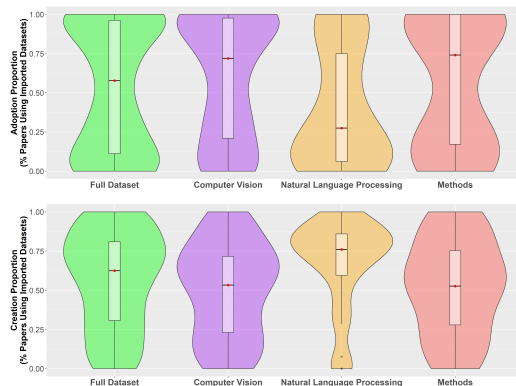 Adoption Proportion
(% Papers Using Imported Datasets)
1.00
0.75
0.50
0.25
0.00
Full Dataset Computer Vision Natural Language Processing Methods
Creation Proportion
(% Papers Using Imported Datasets)
1.00
0.75
0.50
0.25
0.00
Full Dataset Computer Vision Natural Language Processing Methods